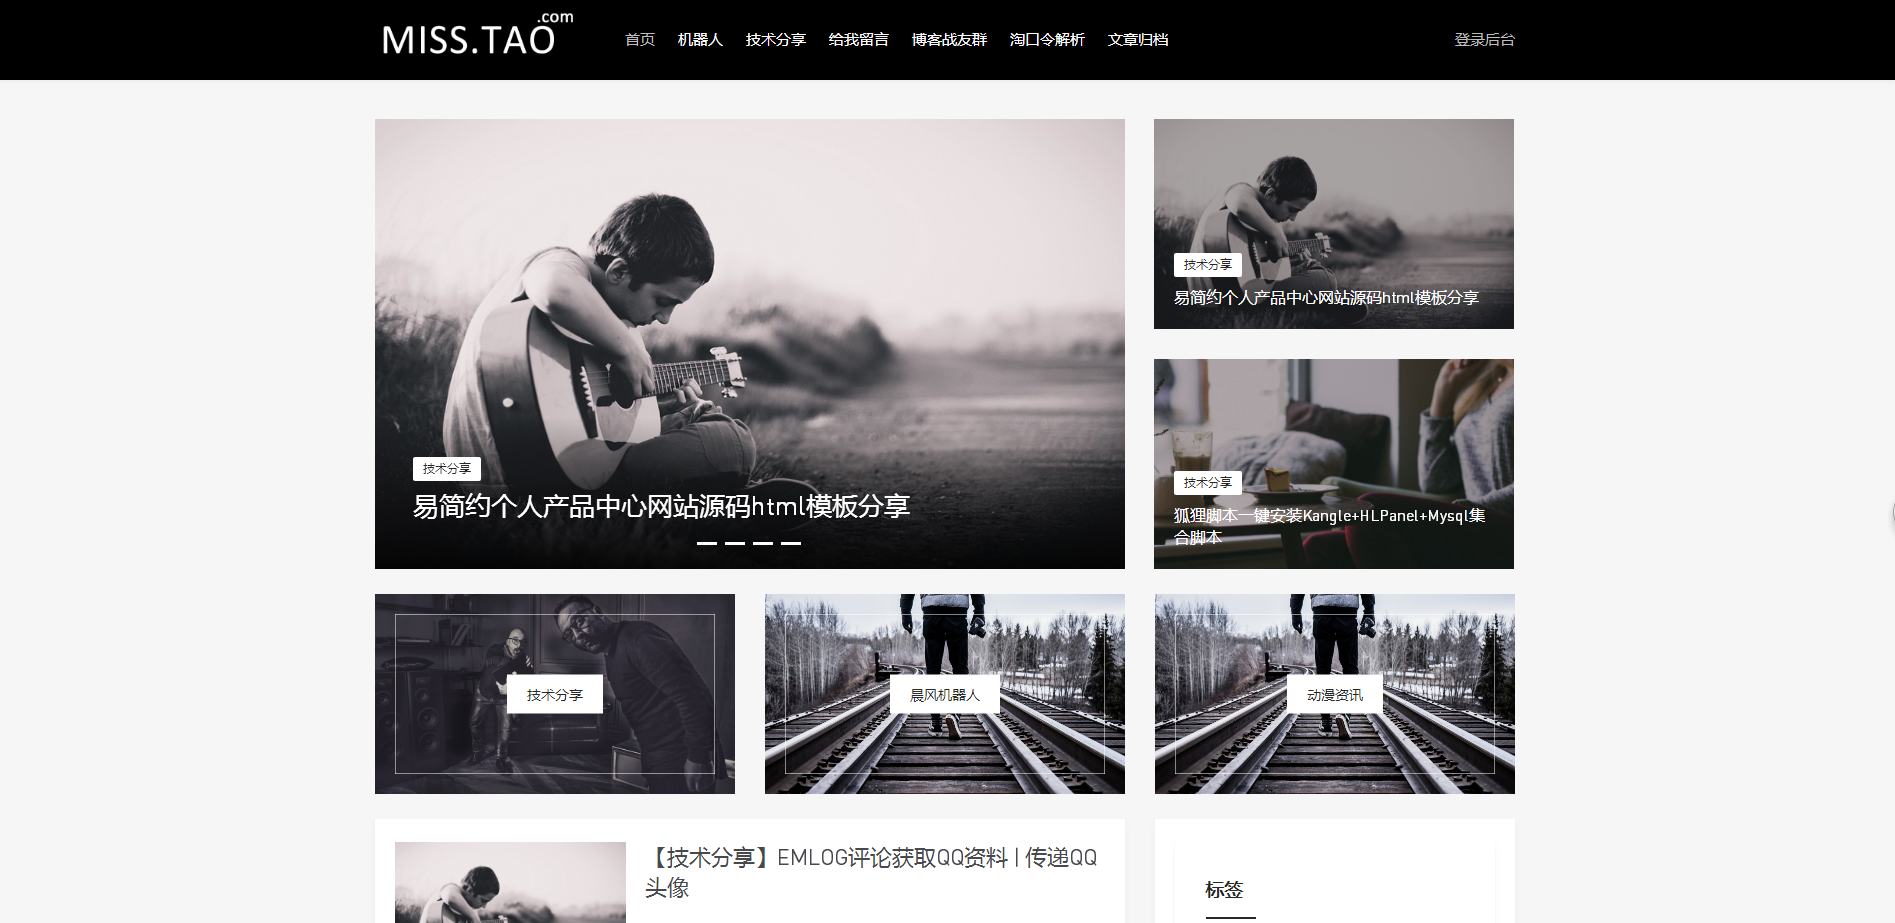 MISS.TAO.com
首页 机器人 技术分享 给我留言 博客战友群 淘口令解析 文章归档 登录后台
技术分享
易简约个人产品中心网站源码html模板分享
技术分享
易简约个人产品中心网站源码html模板分享
技术分享
狐狸脚本一键安装Kangle+HLPanel+Mysql集
合脚本
技术分享
晨风机器人
动漫资讯
【技术分享】EMLOG评论获取QQ资料 | 传递QQ
头像
标签